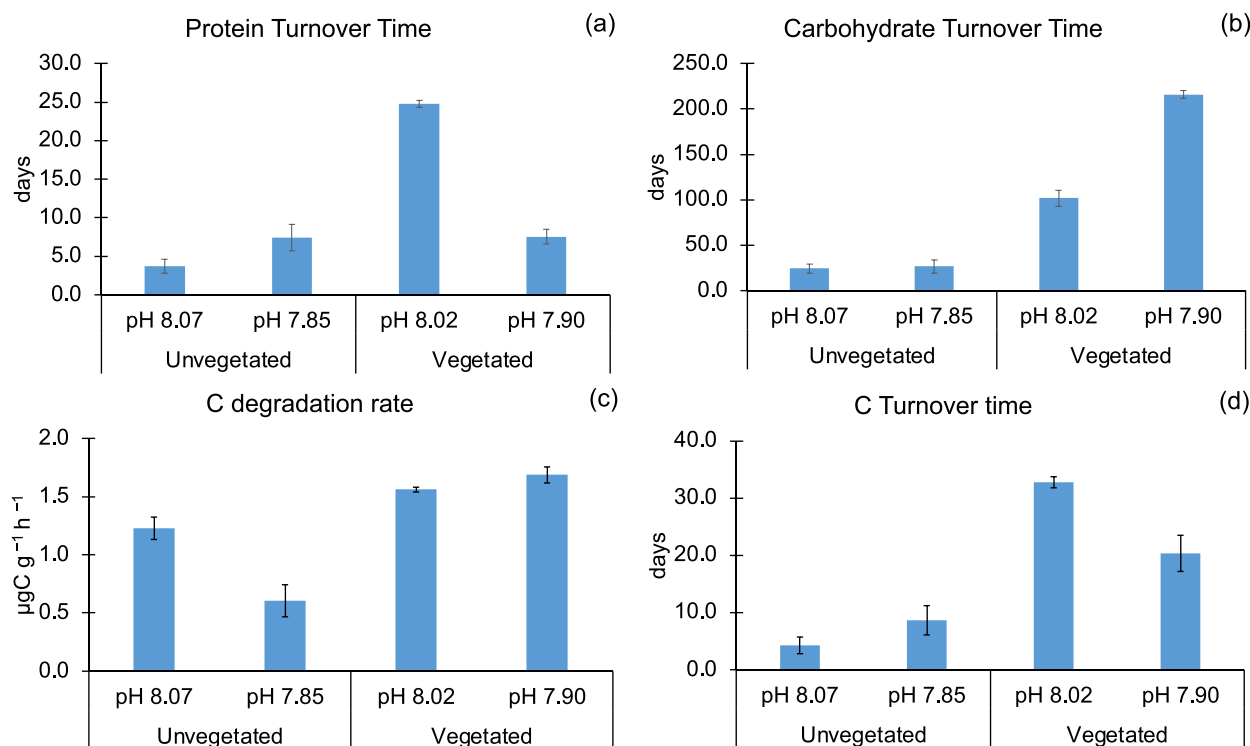 Protein Turnover Time (a)
30.0
25.0
20.0
15.0
10.0
5.0
0.0
days
pH 8.07 pH 7.85 pH 8.02 pH 7.90
Unvegetated Vegetated
Carbohydrate Turnover Time (b)
250.0
200.0
150.0
100.0
50.0
0.0
days
pH 8.07 pH 7.85 pH 8.02 pH 7.90
Unvegetated Vegetated
C degradation rate (c)
2.0
1.5
1.0
0.5
0.0
µgC g⁻¹ h⁻¹
pH 8.07 pH 7.85 pH 8.02 pH 7.90
Unvegetated Vegetated
C Turnover time (d)
40.0
30.0
20.0
10.0
0.0
days
pH 8.07 pH 7.85 pH 8.02 pH 7.90
Unvegetated Vegetated